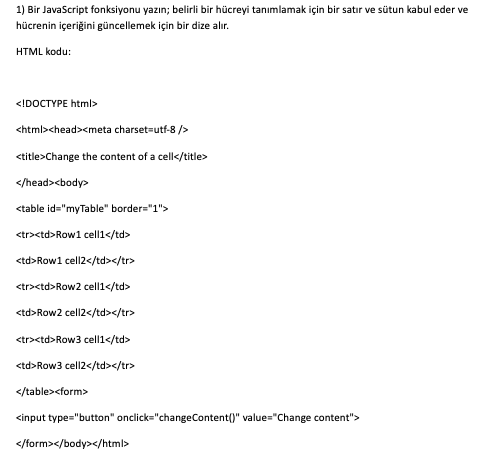 1) Bir JavaScript fonksiyonu yazın; belirli bir hücreyi tanımlamak için bir satır ve sütun kabul eder ve
hücrenin içeriğini güncellemek için bir dize alır.
HTML kodu:
<!DOCTYPE html>
<html><head><meta charset=utf-8 />
<title>Change the content of a cell</title>
</head><body>
<table id="myTable" border="1">
<tr><td>Row1 cell1</td>
<td>Row1 cell2</td></tr>
<tr><td>Row2 cell1</td>
<td>Row2 cell2</td></tr>
<tr><td>Row3 cell1</td>
<td>Row3 cell2</td></tr>
</table><form>
<input type="button" onclick="changeContent()" value="Change content">
</form></body></html>